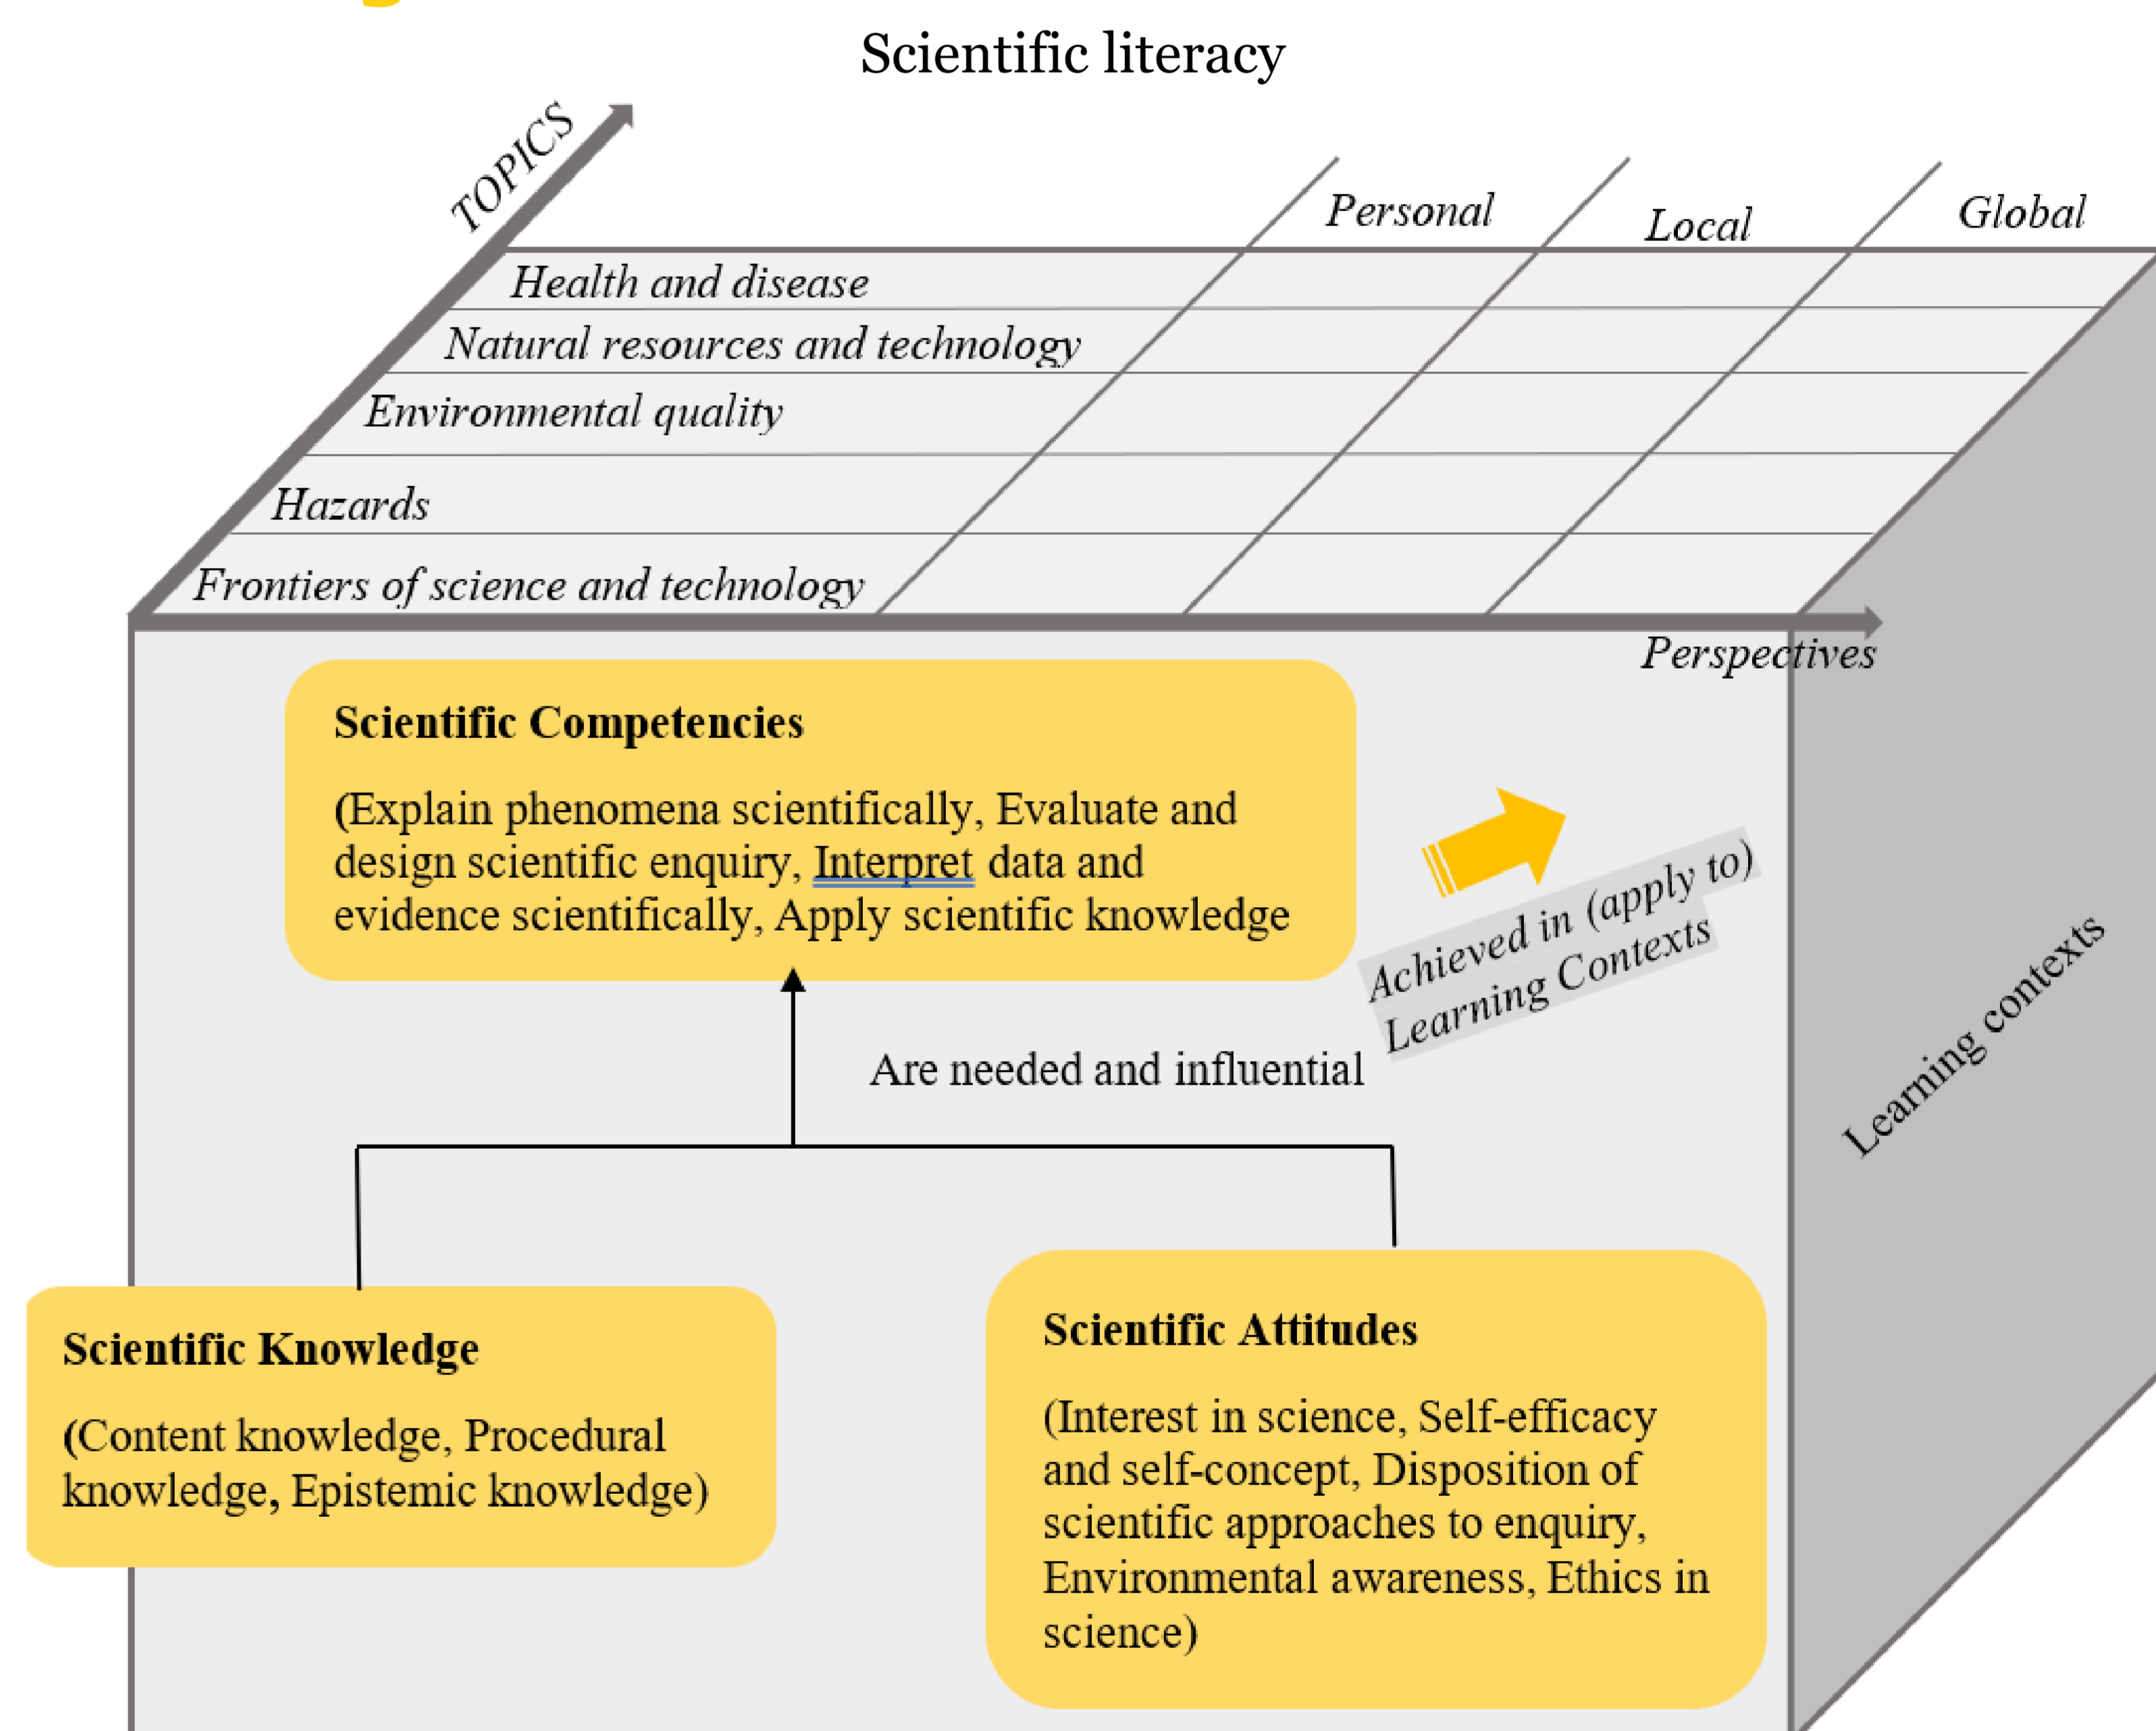 Scientific literacy
TOPICS
Personal
Local
Global
Health and disease
Natural resources and technology
Environmental quality
Hazards
Frontiers of science and technology
Perspectives
Scientific Competencies
(Explain phenomena scientifically, Evaluate and
design scientific enquiry, Interpret data and
evidence scientifically, Apply scientific knowledge
Achieved in (apply to)
Learning Contexts
Learning contexts
Are needed and influential
Scientific Knowledge
(Content knowledge, Procedural
knowledge, Epistemic knowledge)
Scientific Attitudes
(Interest in science, Self-efficacy
and self-concept, Disposition of
scientific approaches to enquiry,
Environmental awareness, Ethics in
science)